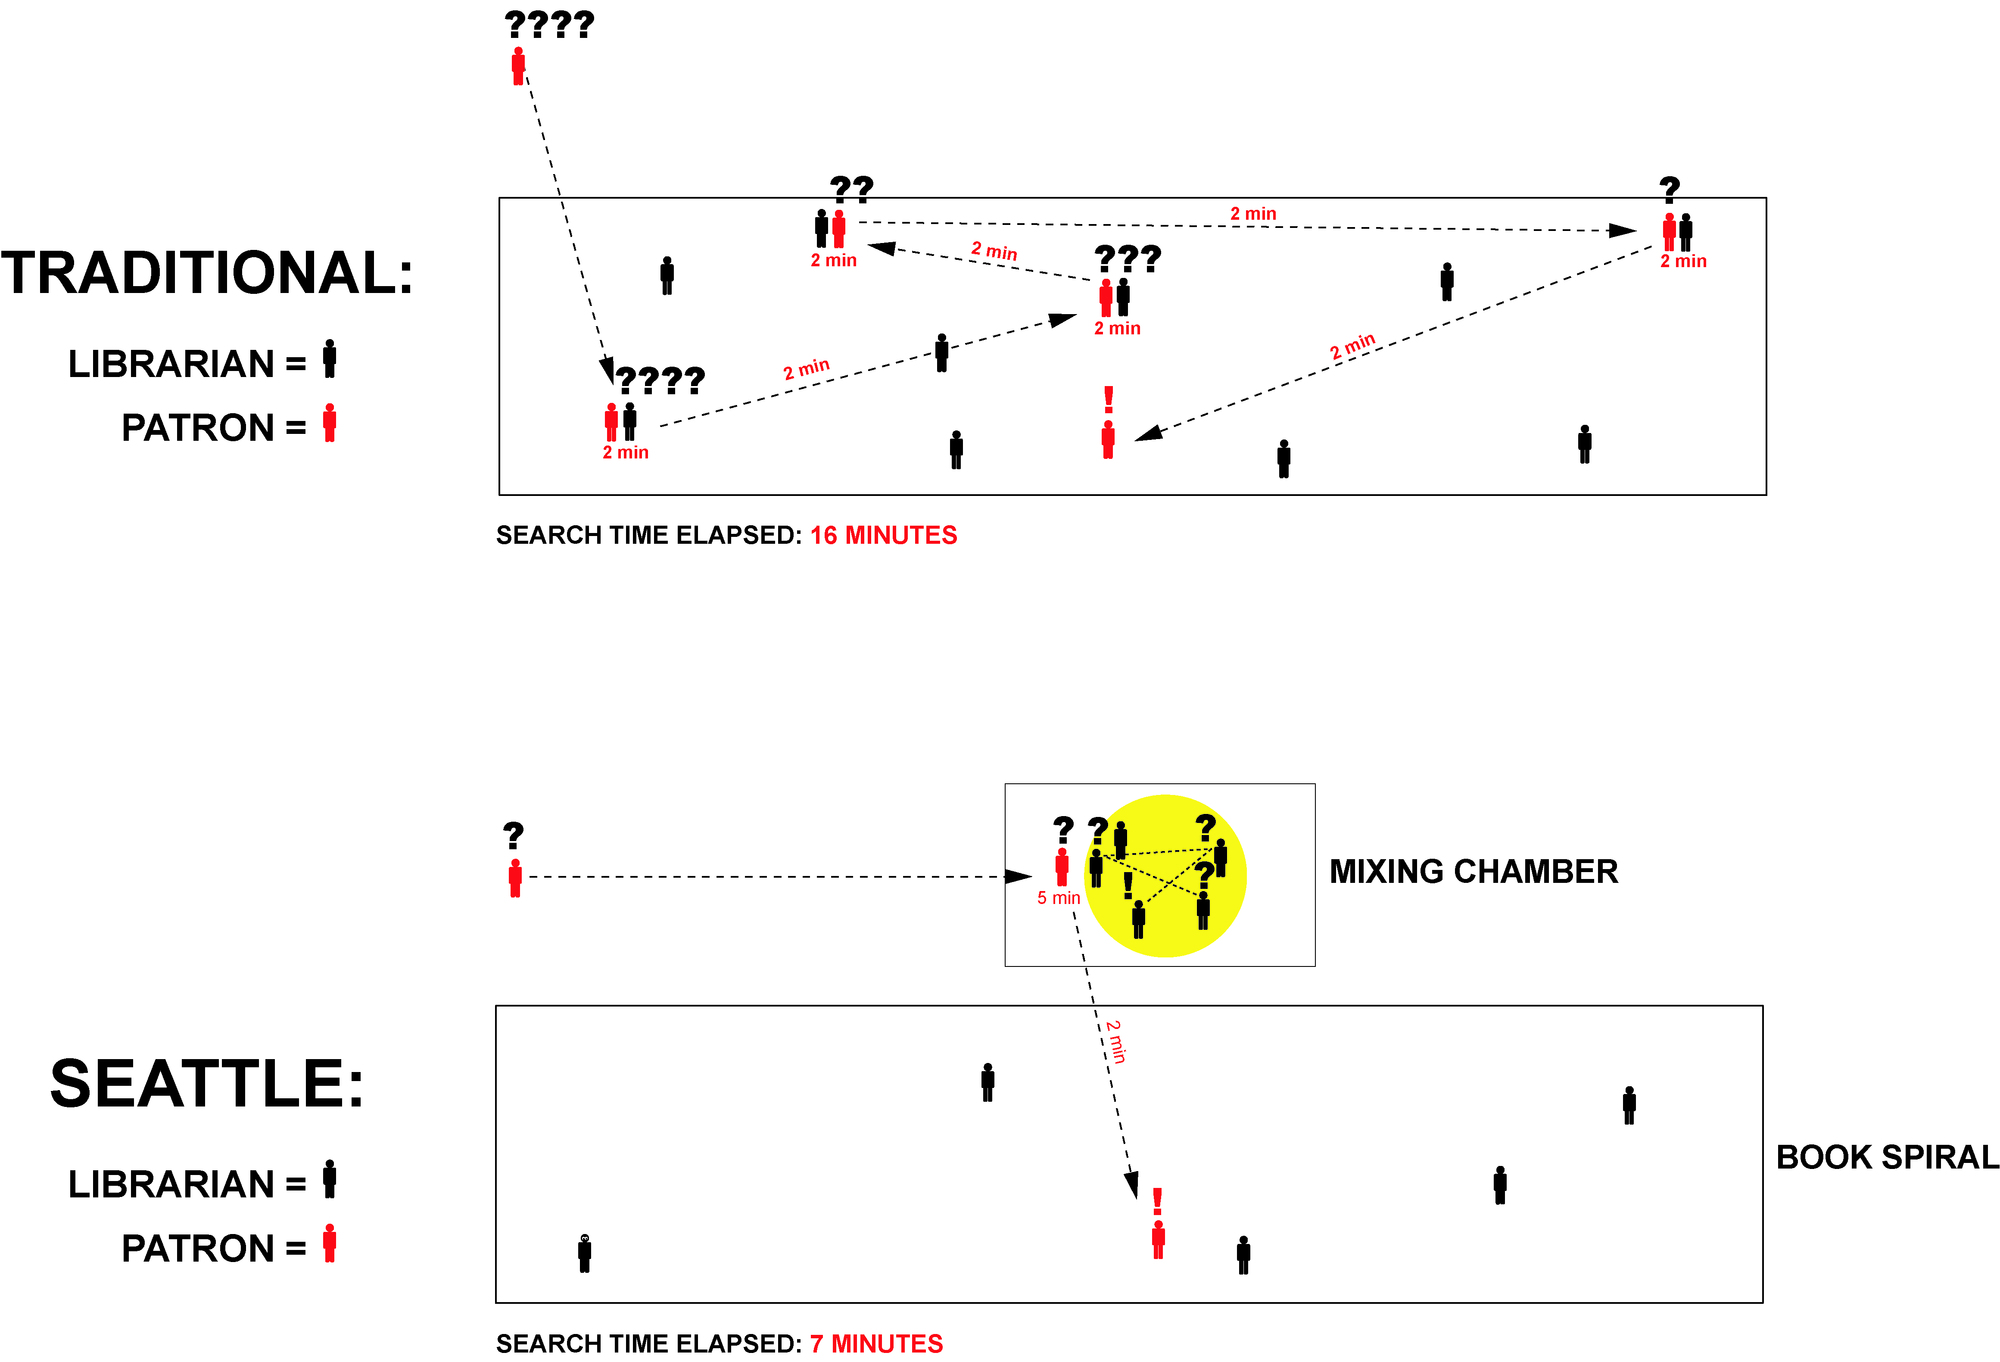 ????
TRADITIONAL:
LIBRARIAN =
PATRON =
??
2 min
2 min
2 min
???
2 min
?
2 min
2 min
????
2 min
2 min
!
SEARCH TIME ELAPSED: 16 MINUTES
?
? ? ?
?
!
5 min
MIXING CHAMBER
2 min
SEATTLE:
LIBRARIAN =
PATRON =
!
BOOK SPIRAL
SEARCH TIME ELAPSED: 7 MINUTES